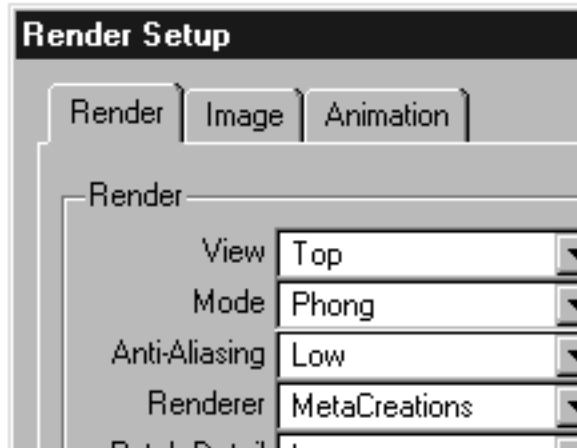 Render Setup
Render Image Animation
Render
View Top
Mode Phong
Anti-Aliasing Low
Renderer MetaCreations